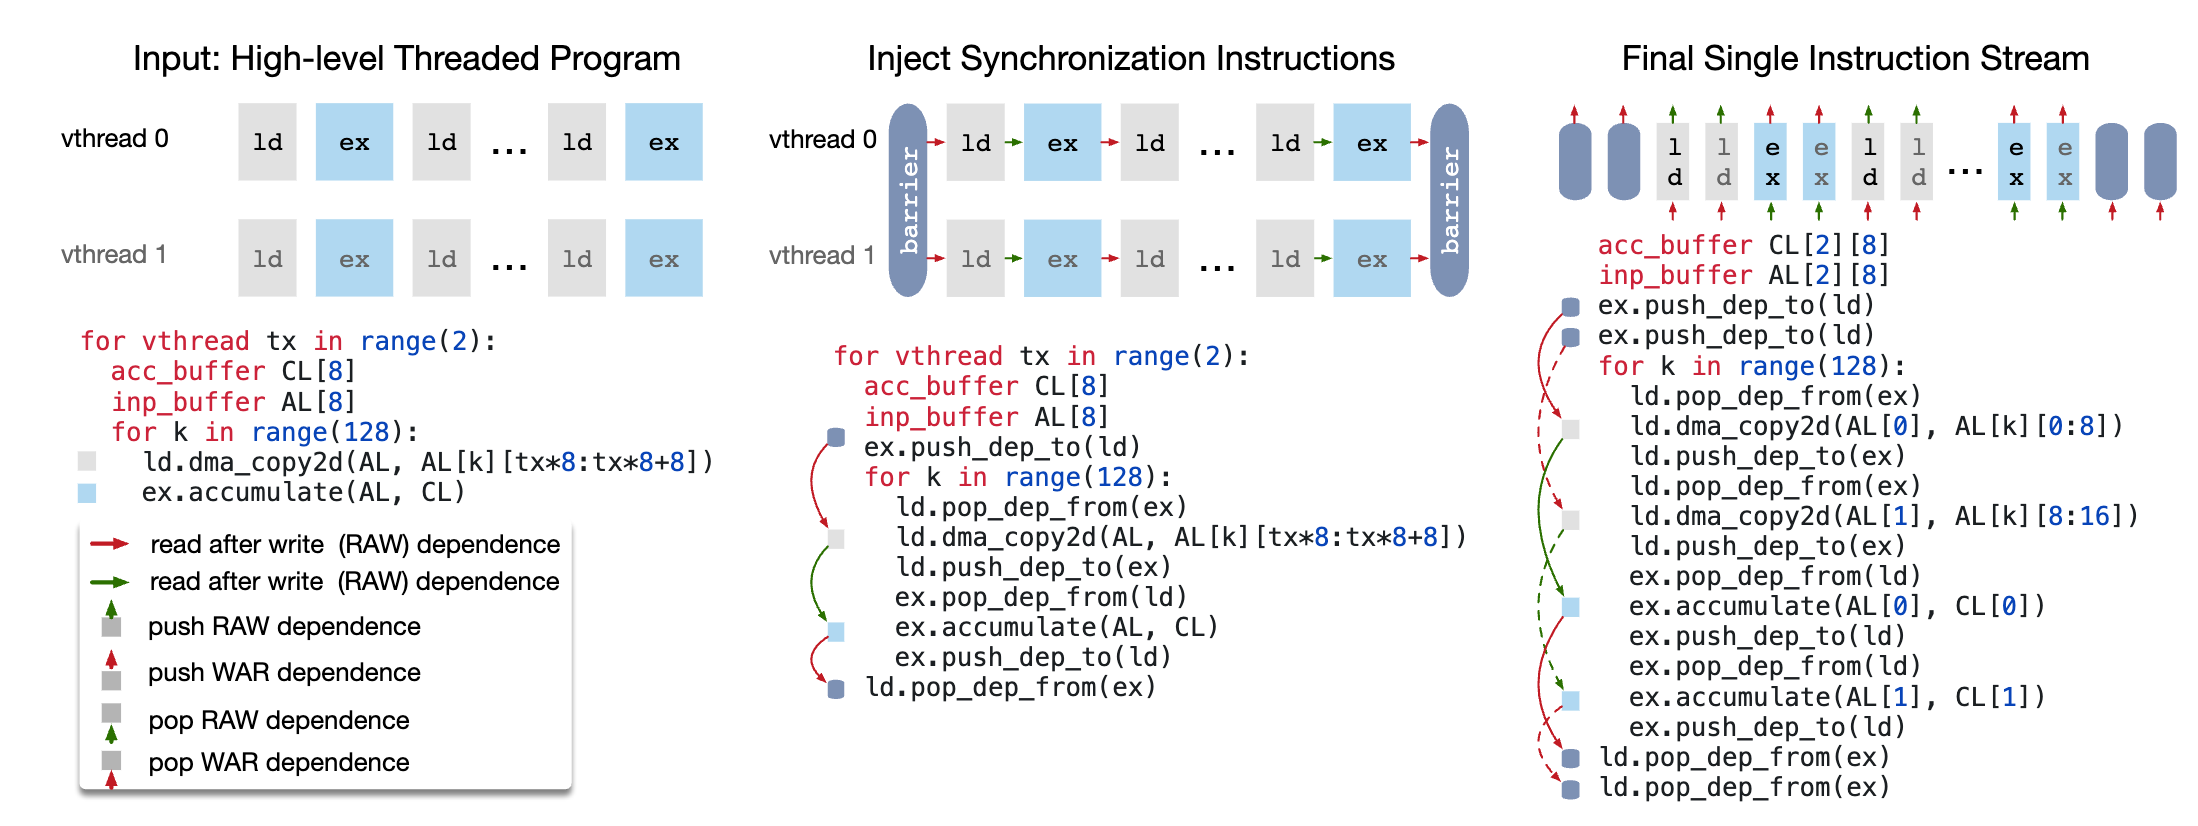 Input: High-level Threaded Program
vthread 0
ld ex ld ... ld ex
vthread 1
ld ex ld ... ld ex
for vthread tx in range(2):
acc_buffer CL[8]
inp_buffer AL[8]
for k in range(128):
ld.dma_copy2d(AL, AL[k][tx*8:tx*8+8])
ex.accumulate(AL, CL)
read after write (RAW) dependence
read after write (RAW) dependence
push RAW dependence
push WAR dependence
pop RAW dependence
pop WAR dependence
Inject Synchronization Instructions
vthread 0
barrier
ld ex ld ... ld ex
barrier
vthread 1
ld ex ld ... ld ex
for vthread tx in range(2):
acc_buffer CL[8]
inp_buffer AL[8]
ex.push_dep_to(ld)
for k in range(128):
ld.pop_dep_from(ex)
ld.dma_copy2d(AL, AL[k][tx*8:tx*8+8])
ld.push_dep_to(ex)
ex.pop_dep_from(ld)
ex.accumulate(AL, CL)
ex.push_dep_to(ld)
ld.pop_dep_from(ex)
Final Single Instruction Stream
ld ld ex ex ld ld ... ex ex
acc_buffer CL[2][8]
inp_buffer AL[2][8]
ex.push_dep_to(ld)
ex.push_dep_to(ld)
for k in range(128):
ld.pop_dep_from(ex)
ld.dma_copy2d(AL[0], AL[k][0:8])
ld.push_dep_to(ex)
ld.pop_dep_from(ex)
ld.dma_copy2d(AL[1], AL[k][8:16])
ld.push_dep_to(ex)
ex.pop_dep_from(ld)
ex.accumulate(AL[0], CL[0])
ex.push_dep_to(ld)
ex.pop_dep_from(ld)
ex.accumulate(AL[1], CL[1])
ex.push_dep_to(ld)
ld.pop_dep_from(ex)
ld.pop_dep_from(ex)